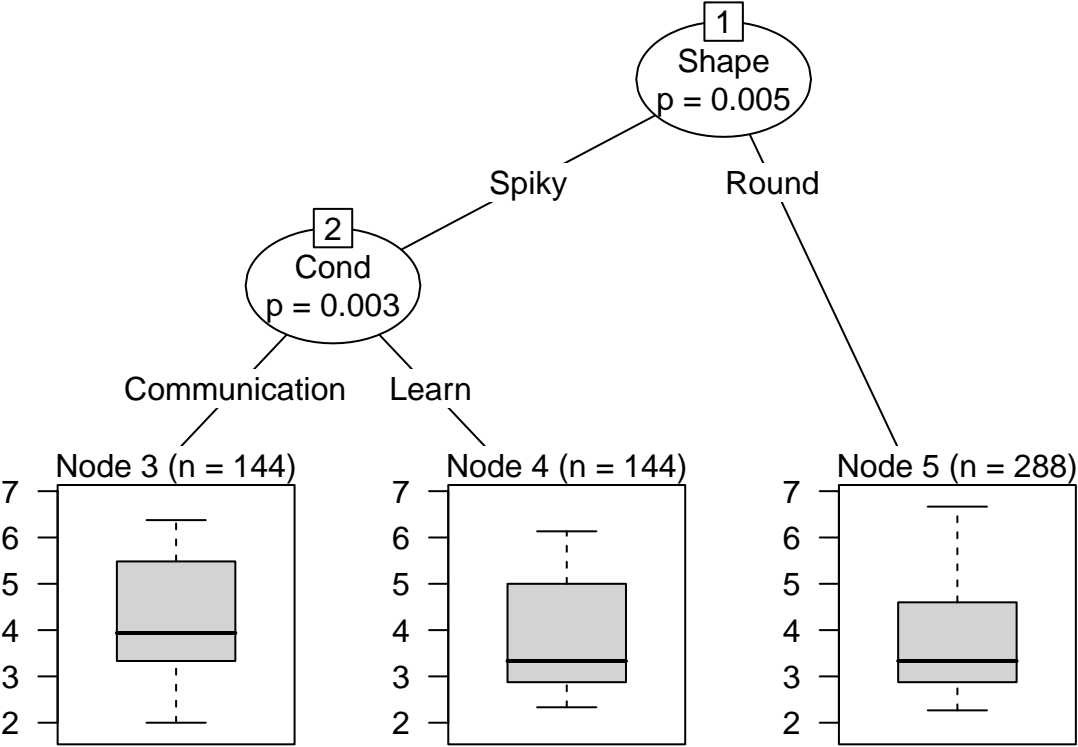 1
Shape
p = 0.005
Spiky
Round
2
Cond
p = 0.003
Communication
Learn
Node 3 (n = 144)
7
6
5
4
3
2
Node 4 (n = 144)
7
6
5
4
3
2
Node 5 (n = 288)
7
6
5
4
3
2